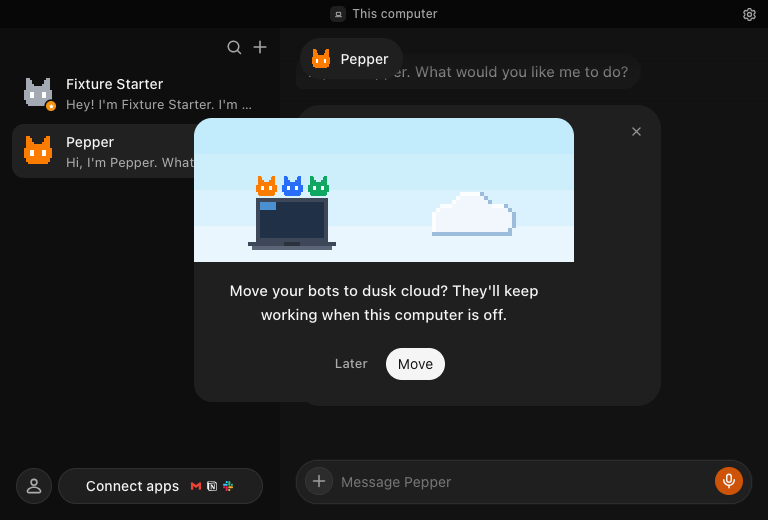 This computer
Fixture Starter
Hey! I'm Fixture Starter. I'm ...
Pepper
Hi, I'm Pepper. What
Pepper
per. What would you like me to do?
Move your bots to dusk cloud? They'll keep
working when this computer is off.
Later
Move
Connect apps
Message Pepper